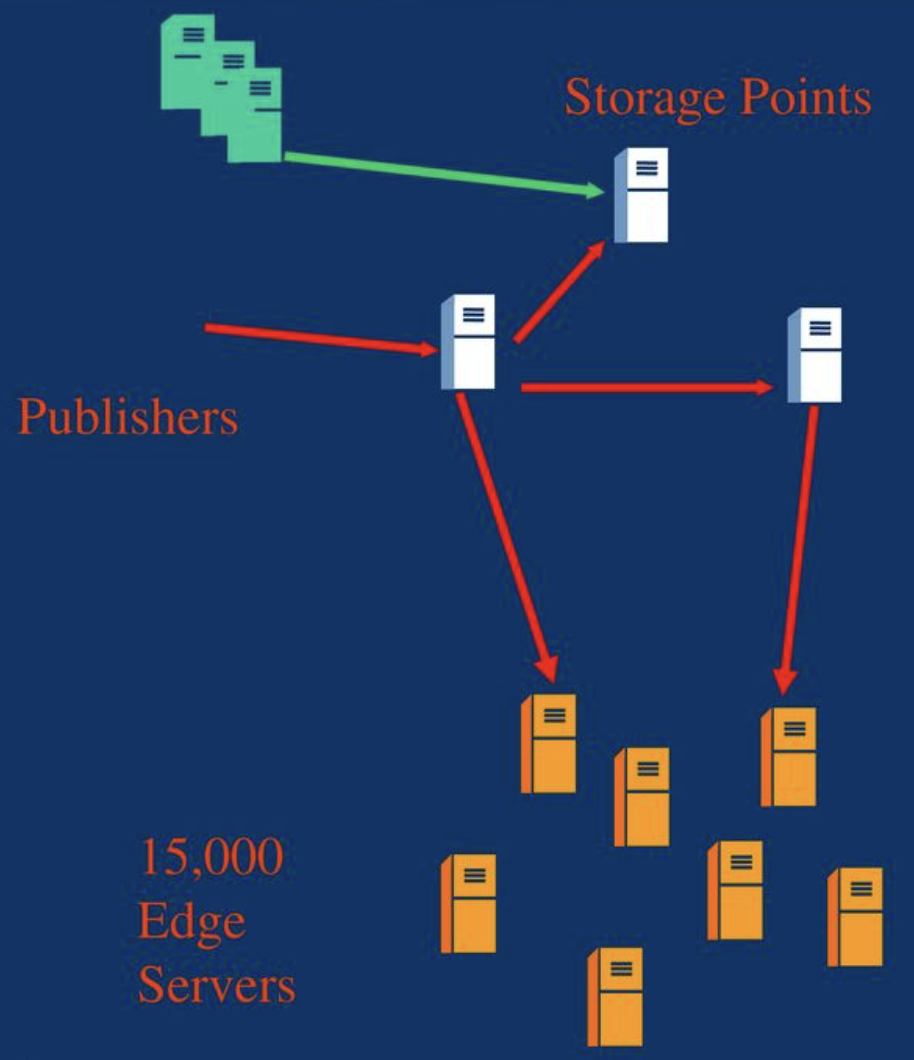 Storage Points
Publishers
15,000
Edge
Servers